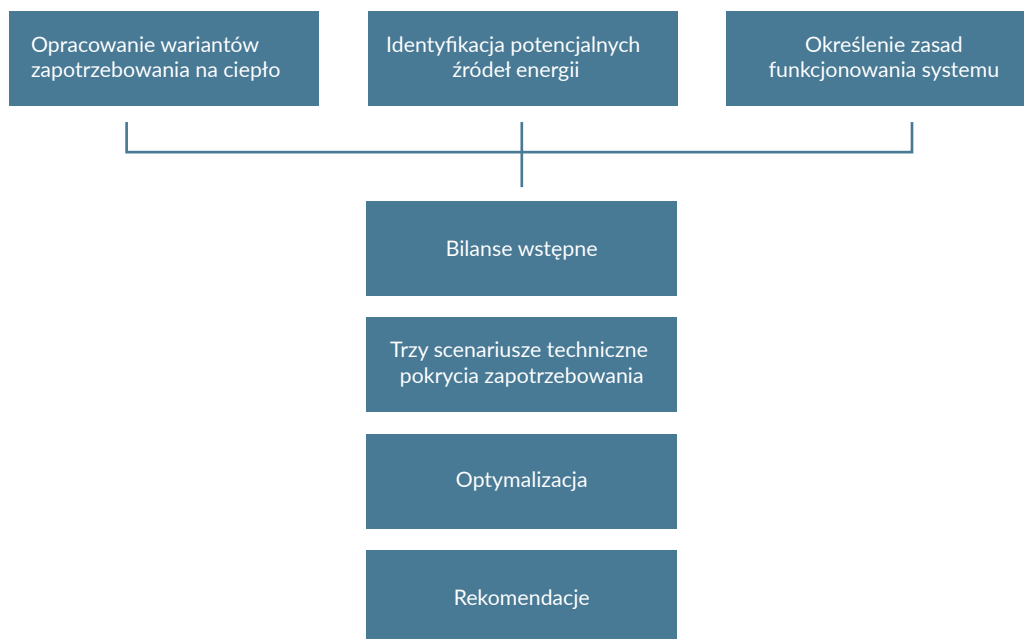 Opracowanie wariantów
zapotrzebowania na ciepło
Identyfikacja potencjalnych
źródeł energii
Określenie zasad
funkcjonowania systemu
Bilanse wstępne
Trzy scenariusze techniczne
pokrycia zapotrzebowania
Optymalizacja
Rekomendacje